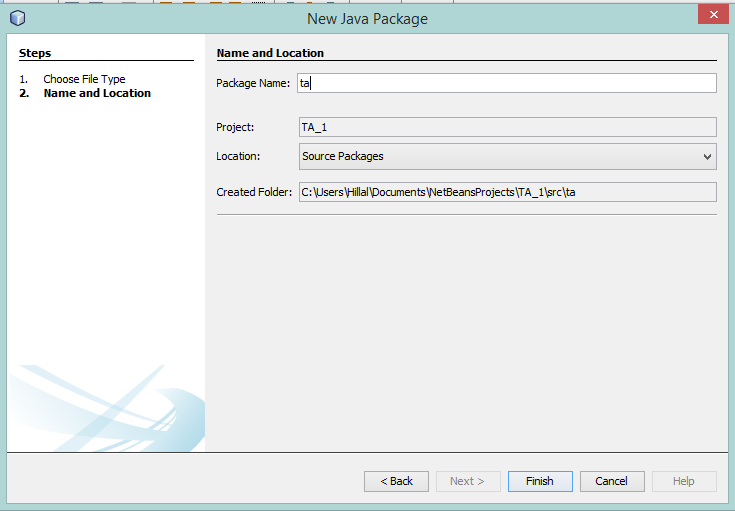 New Java Package
Steps
1. Choose File Type
2. Name and Location
Name and Location
Package Name: ta
Project: TA_1
Location: Source Packages
Created Folder: C:\Users\Hillal\Documents\NetBeansProjects\TA_1\src\ta
< Back Next > Finish Cancel Help